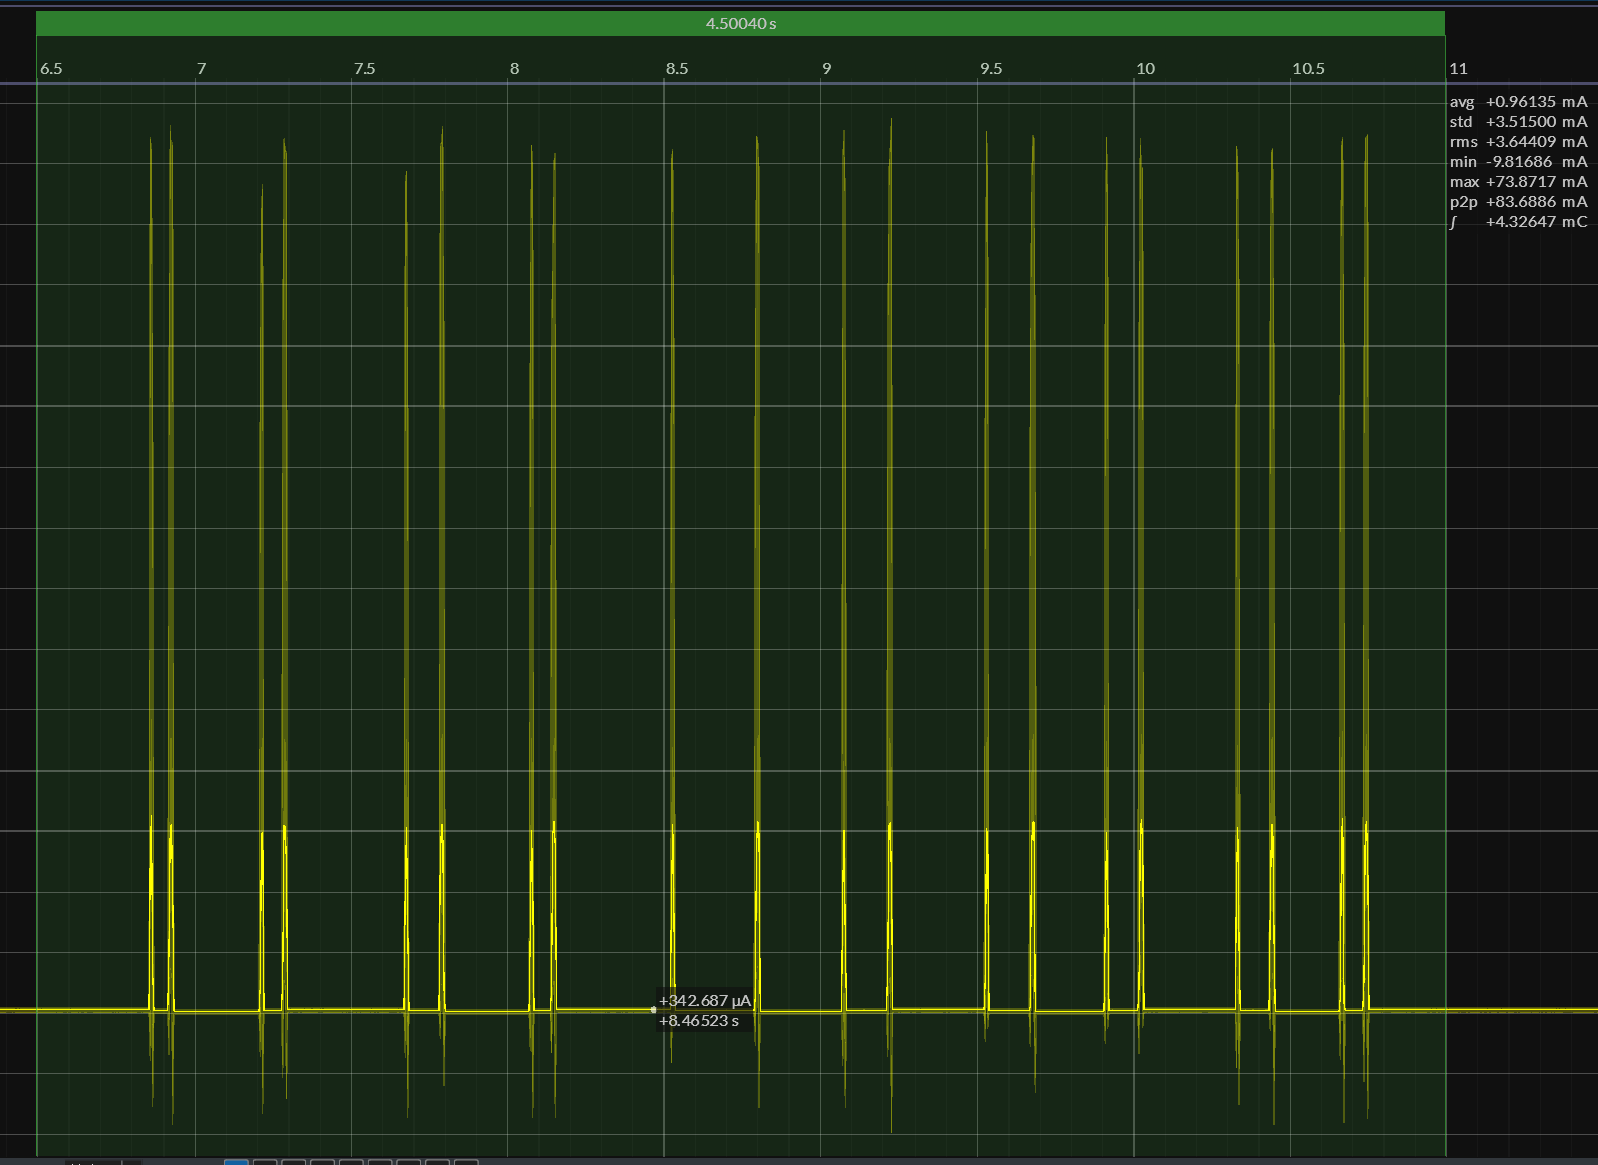 4.50040 s
6.5 7 7.5 8 8.5 9 9.5 10 10.5 11
avg +0.96135 mA
std +3.51500 mA
rms +3.64409 mA
min -9.81686 mA
max +73.8717 mA
p2p +83.6886 mA
∫ +4.32647 mC
+342.687 µA
+8.46523 s